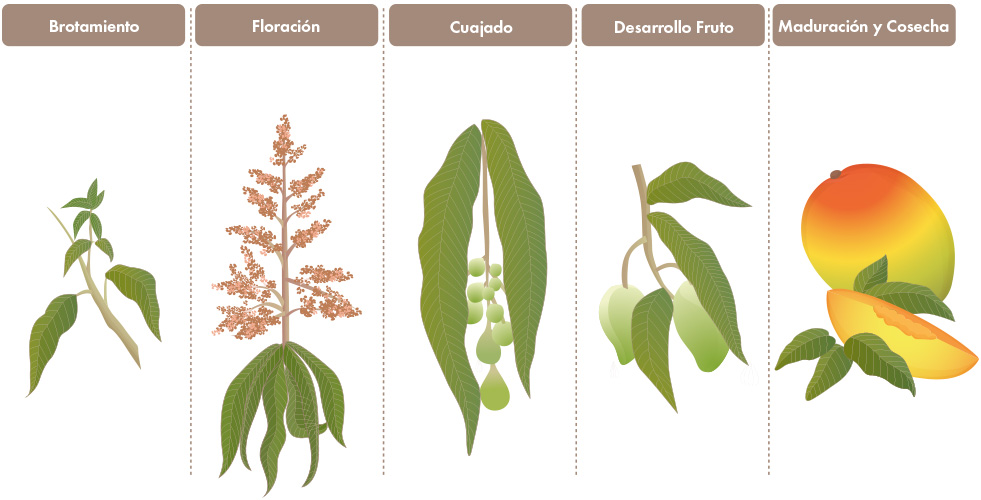 Brotamiento
Floración
Cuajado
Desarrollo Fruto
Maduración y Cosecha